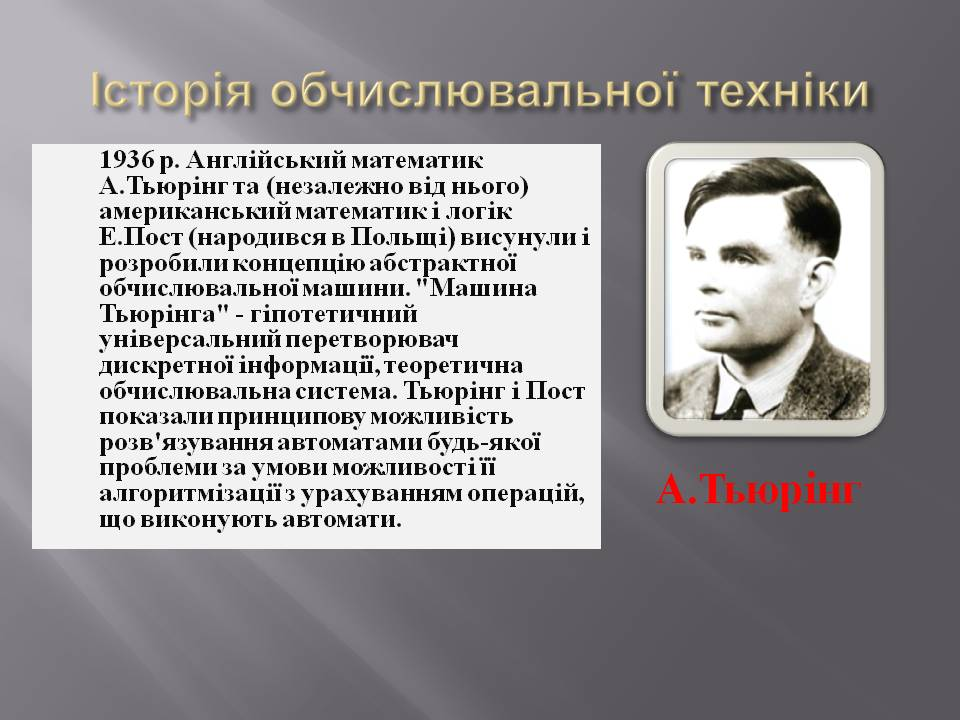 Історія обчислювальної техніки
1936 р. Англійський математик
А.Тьюрінг та (незалежно від нього)
американський математик і логік
Е.Пост (народився в Польщі) висунули і
розробили концепцію абстрактної
обчислювальної машини. "Машина
Тьюрінга" - гіпотетичний
універсальний перетворювач
дискретної інформації, теоретична
обчислювальна система. Тьюрінг і Пост
показали принципову можливість
розв'язування автоматами будь-якої
проблеми за умови можливості її
алгоритмізації з урахуванням операцій,
що виконують автомати.
А.Тьюрінг